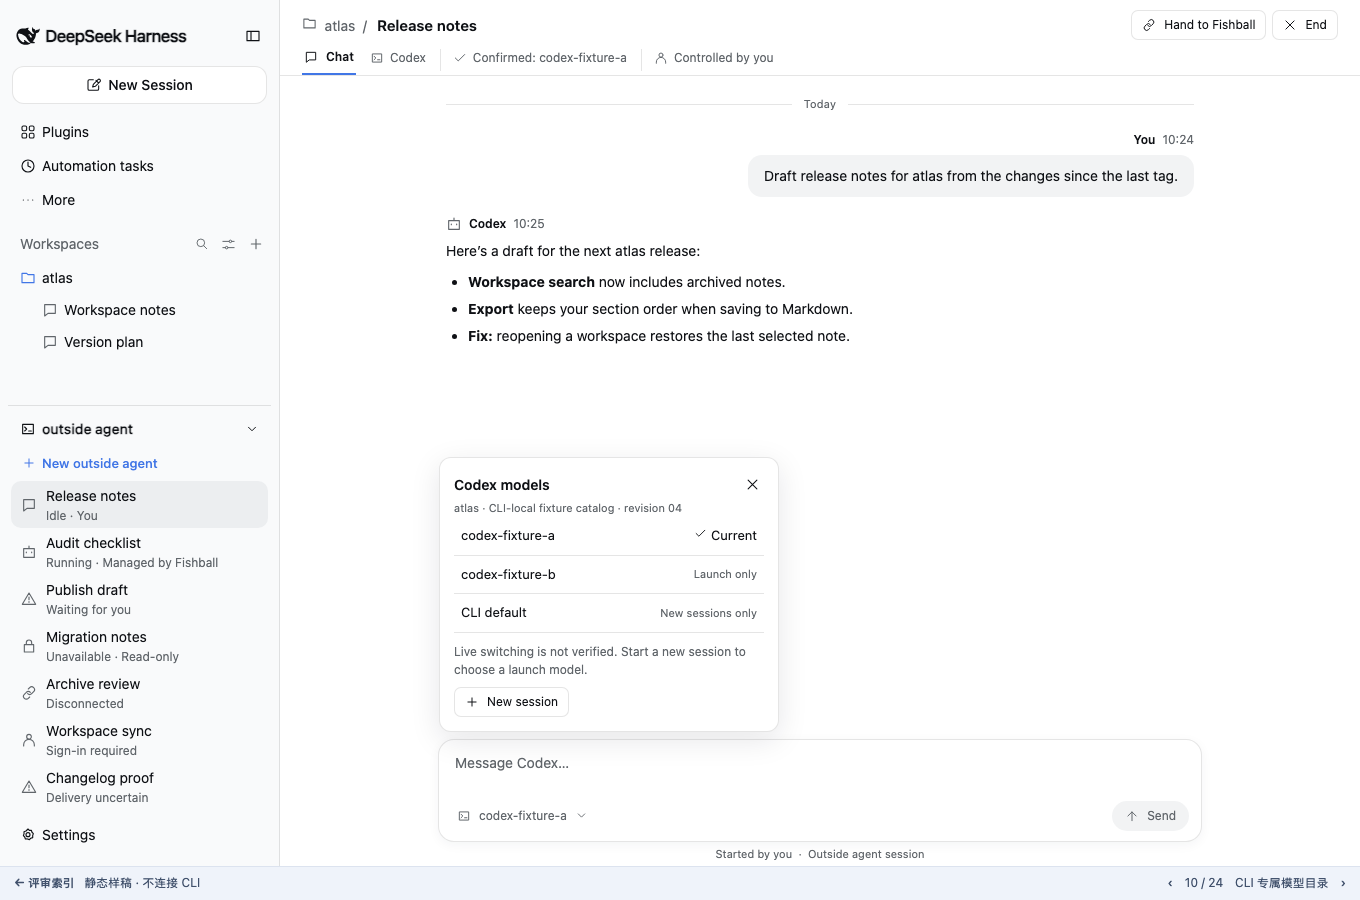 DeepSeek Harness
New Session
Plugins
Automation tasks
More
Workspaces
atlas
Workspace notes
Version plan
outside agent
New outside agent
Release notes
Idle · You
Audit checklist
Running · Managed by Fishball
Publish draft
Waiting for you
Migration notes
Unavailable · Read-only
Archive review
Disconnected
Workspace sync
Sign-in required
Changelog proof
Delivery uncertain
Settings
atlas / Release notes
Hand to Fishball
End
Chat
Codex
Confirmed: codex-fixture-a
Controlled by you
Today
You 10:24
Draft release notes for atlas from the changes since the last tag.
Codex 10:25
Here’s a draft for the next atlas release:
• Workspace search now includes archived notes.
• Export keeps your section order when saving to Markdown.
• Fix: reopening a workspace restores the last selected note.
Codex models
atlas · CLI-local fixture catalog · revision 04
codex-fixture-a Current
codex-fixture-b Launch only
CLI default New sessions only
Live switching is not verified. Start a new session to
choose a launch model.
New session
Message Codex...
codex-fixture-a
Send
Started by you · Outside agent session
← 评审索引 静态样稿 · 不连接 CLI
‹ 10 / 24 CLI 专属模型目录 ›